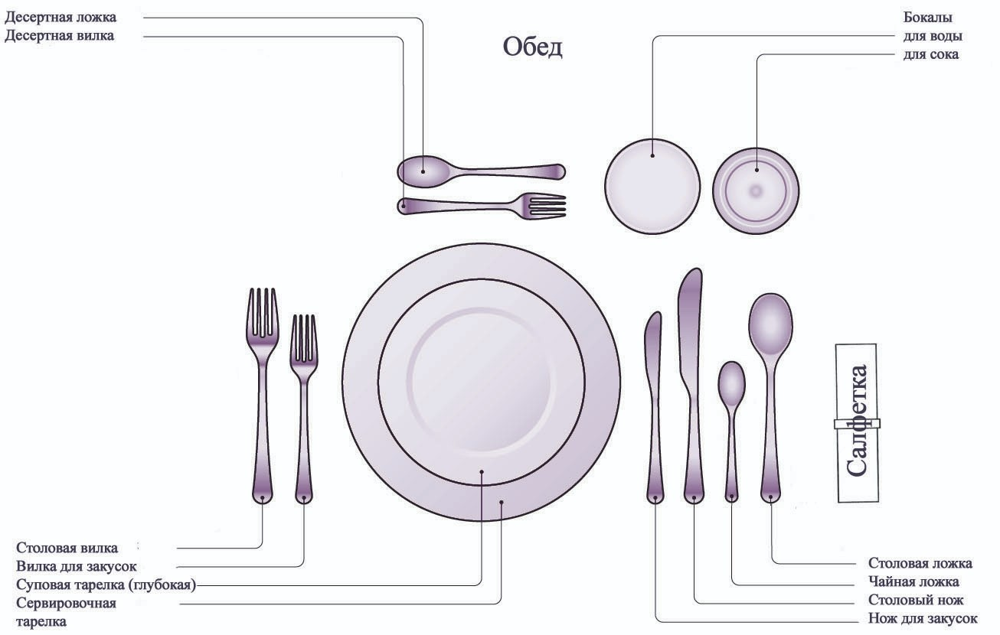 Десертная ложка
Десертная вилка
Обед
Бокалы
для воды
для сока
Салфетка
Столовая вилка
Вилка для закусок
Суповая тарелка (глубокая)
Сервировочная
тарелка
Столовая ложка
Чайная ложка
Столовый нож
Нож для закусок